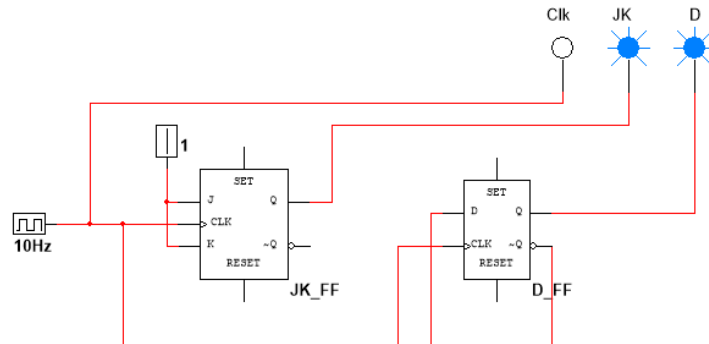 Clk JK D
1
SET
J Q
CLK
K ~Q
RESET
JK_FF
10Hz
SET
D Q
CLK ~Q
RESET
D_FF